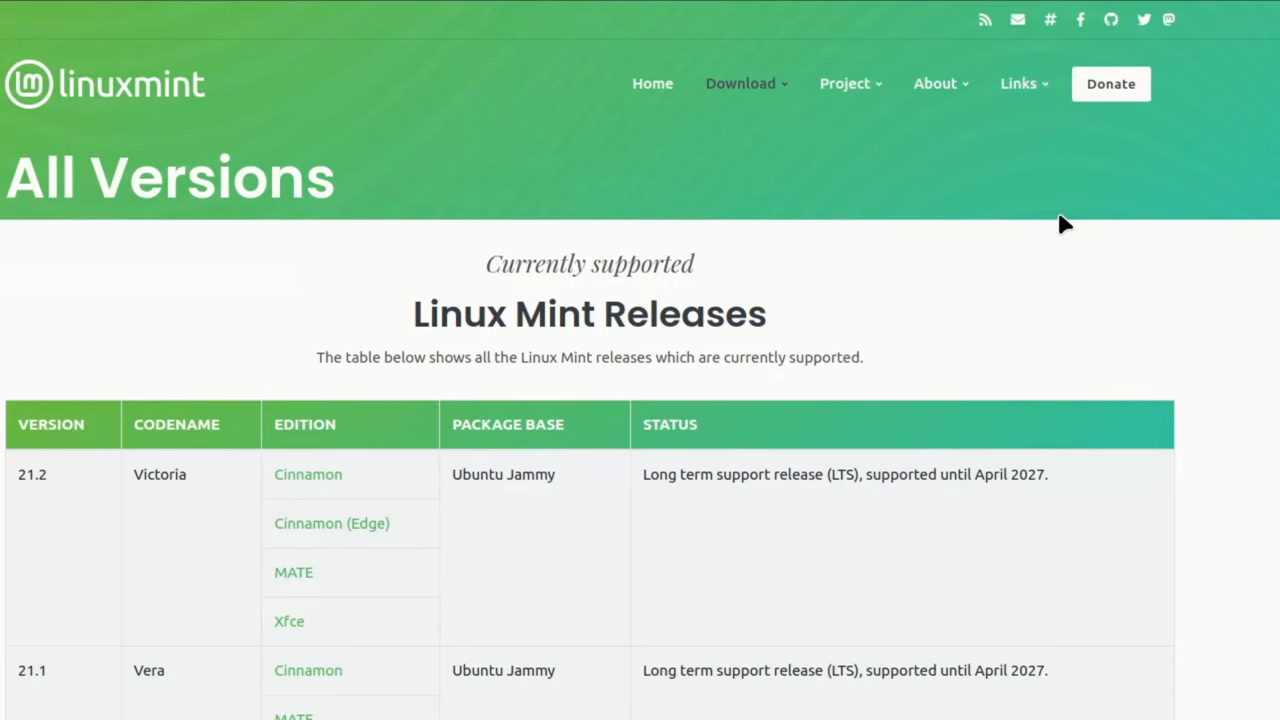 linuxmint
Home Download Project About Links Donate
All Versions
Currently supported
Linux Mint Releases
The table below shows all the Linux Mint releases which are currently supported.
VERSION CODENAME EDITION PACKAGE BASE STATUS
21.2 Victoria Cinnamon Ubuntu Jammy Long term support release (LTS), supported until April 2027.
Cinnamon (Edge)
MATE
Xfce
21.1 Vera Cinnamon Ubuntu Jammy Long term support release (LTS), supported until April 2027.
MATE